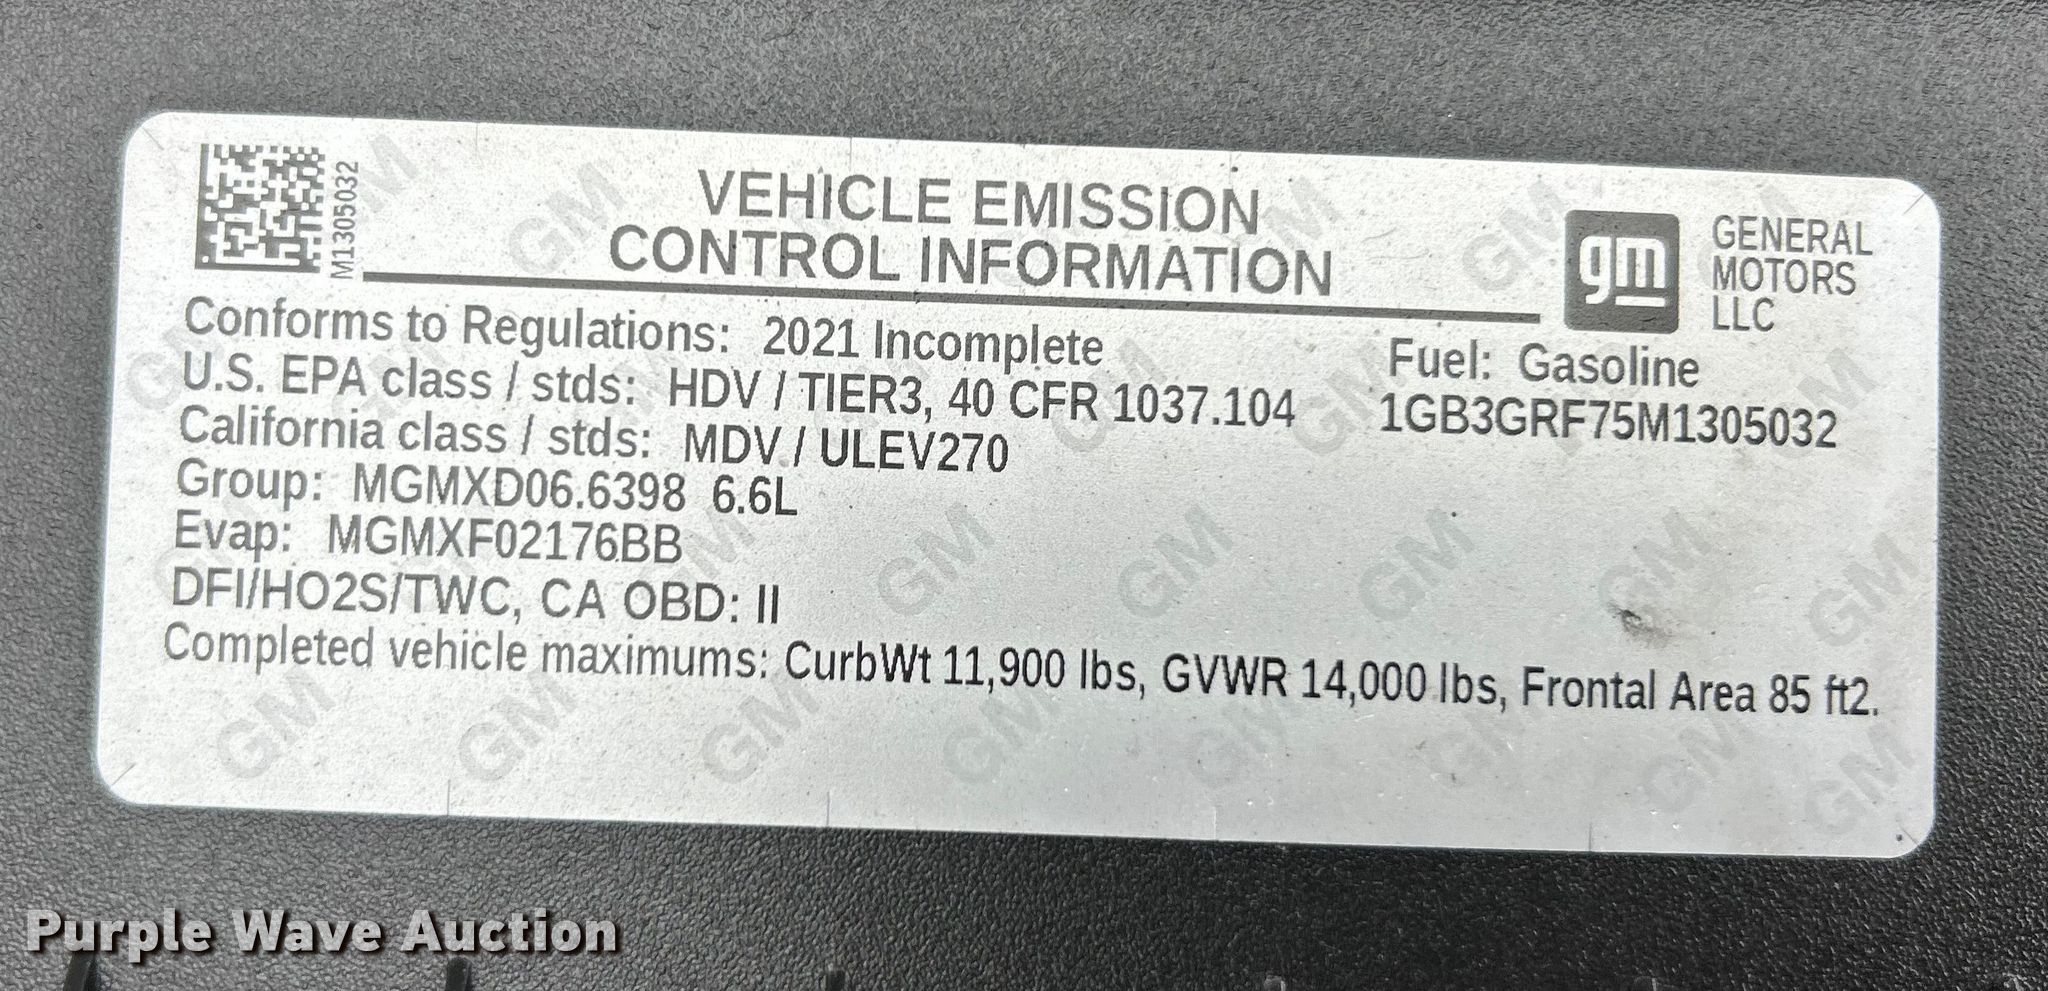 M1305032
VEHICLE EMISSION
CONTROL INFORMATION
gm
GENERAL
MOTORS
LLC
Conforms to Regulations: 2021 Incomplete
Fuel: Gasoline
U.S. EPA class / stds: HDV / TIER3, 40 CFR 1037.104
1GB3GRF75M1305032
California class / stds: MDV / ULEV270
Group: MGMXD06.6398 6.6L
Evap: MGMXF02176BB
DFI/HO2S/TWC, CA OBD: II
Completed vehicle maximums: CurbWt 11,900 lbs, GVWR 14,000 lbs, Frontal Area 85 ft2.
Purple Wave Auction